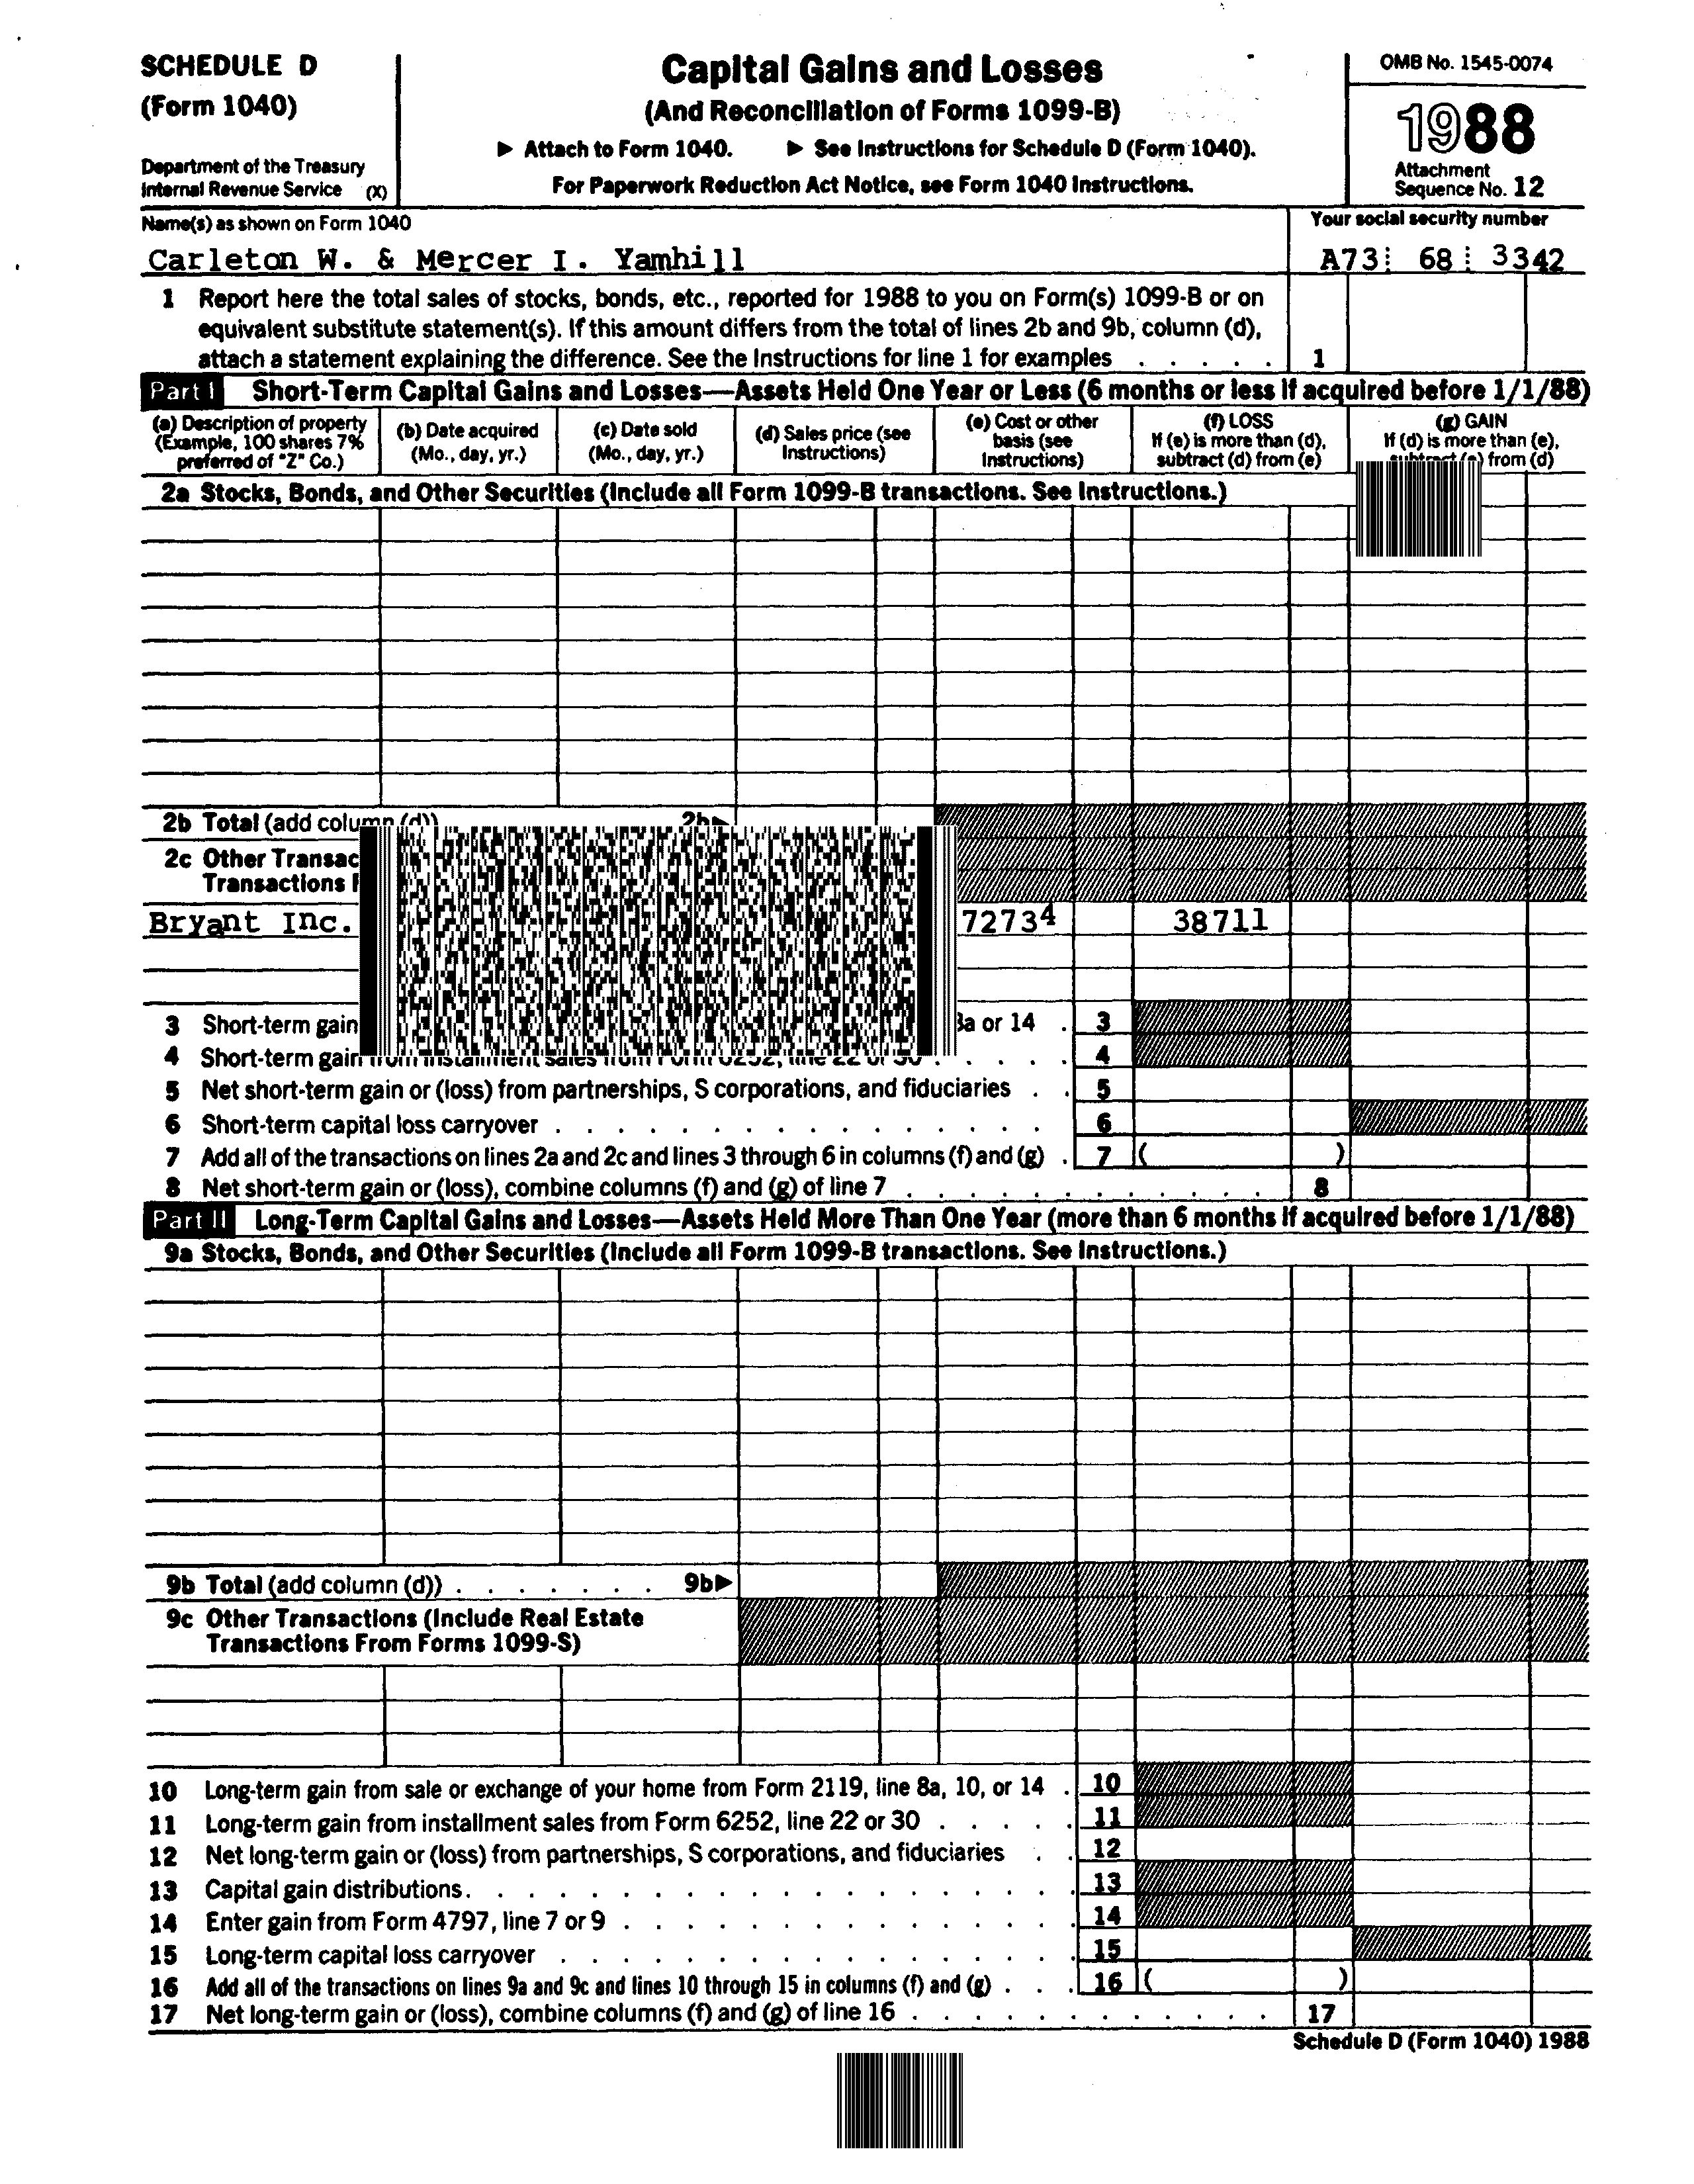 SCHEDULE D
(Form 1040)
Department of the Treasury
Internal Revenue Service (X)
Capital Gains and Losses
(And Reconciliation of Forms 1099-B)
▶ Attach to Form 1040. ▶ See Instructions for Schedule D (Form 1040).
For Paperwork Reduction Act Notice, see Form 1040 Instructions.
OMB No. 1545-0074
1988
Attachment
Sequence No. 12
Name(s) as shown on Form 1040
Carleton W. & Mercer I. Yamhill
Your social security number
A73 68 3342
1 Report here the total sales of stocks, bonds, etc., reported for 1988 to you on Form(s) 1099-B or on
equivalent substitute statement(s). If this amount differs from the total of lines 2b and 9b, column (d),
attach a statement explaining the difference. See the Instructions for line 1 for examples . . . . . 1
Part I Short-Term Capital Gains and Losses—Assets Held One Year or Less (6 months or less if acquired before 1/1/88)
(a) Description of property
(Example, 100 shares 7%
preferred of "Z" Co.)
(b) Date acquired
(Mo., day, yr.)
(c) Date sold
(Mo., day, yr.)
(d) Sales price (see
Instructions)
(e) Cost or other
basis (see
Instructions)
(f) LOSS
If (e) is more than (d),
subtract (d) from (e)
(g) GAIN
If (d) is more than (e),
subtract (e) from (d)
2a Stocks, Bonds, and Other Securities (Include all Form 1099-B transactions. See Instructions.)
2b Total (add column (d)) 2b▶
2c Other
Transactions
Bryant Inc. 72734 38711
3 Short-term gain 8a or 14 . 3
4 Short-term gain from installment sales from Form 6252, line 22 or 30 . . . . . 4
5 Net short-term gain or (loss) from partnerships, S corporations, and fiduciaries . . 5
6 Short-term capital loss carryover . . . . . . . . . . . . . . . . 6
7 Add all of the transactions on lines 2a and 2c and lines 3 through 6 in columns (f) and (g) . 7 ( )
8 Net short-term gain or (loss), combine columns (f) and (g) of line 7 . . . . . . . . . . . . 8
Part II Long-Term Capital Gains and Losses—Assets Held More Than One Year (more than 6 months if acquired before 1/1/88)
9a Stocks, Bonds, and Other Securities (Include all Form 1099-B transactions. See Instructions.)
9b Total (add column (d)) . . . . . . . 9b▶
9c Other Transactions (Include Real Estate
Transactions From Forms 1099-S)
10 Long-term gain from sale or exchange of your home from Form 2119, line 8a, 10, or 14 . 10
11 Long-term gain from installment sales from Form 6252, line 22 or 30 . . . . . 11
12 Net long-term gain or (loss) from partnerships, S corporations, and fiduciaries . . 12
13 Capital gain distributions. . . . . . . . . . . . . . . . . . . . 13
14 Enter gain from Form 4797, line 7 or 9 . . . . . . . . . . . . . . . 14
15 Long-term capital loss carryover . . . . . . . . . . . . . . . . . 15
16 Add all of the transactions on lines 9a and 9c and lines 10 through 15 in columns (f) and (g) . . . 16 ( )
17 Net long-term gain or (loss), combine columns (f) and (g) of line 16 . . . . . . . . . . . . 17
Schedule D (Form 1040) 1988